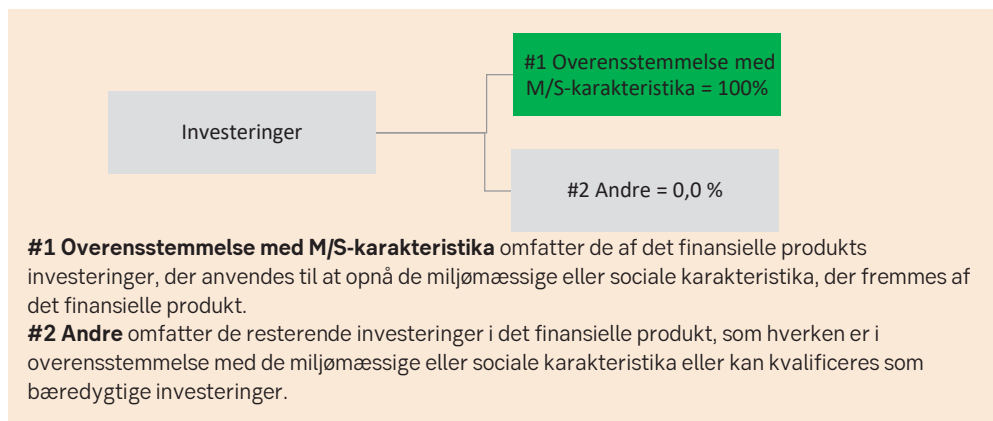 #1 Overensstemmelse med
M/S-karakteristika = 100%
Investeringer
#2 Andre = 0,0 %
#1 Overensstemmelse med M/S-karakteristika omfatter de af det finansielle produkts
investeringer, der anvendes til at opnå de miljømæssige eller sociale karakteristika, der fremmes af
det finansielle produkt.
#2 Andre omfatter de resterende investeringer i det finansielle produkt, som hverken er i
overensstemmelse med de miljømæssige eller sociale karakteristika eller kan kvalificeres som
bæredygtige investeringer.